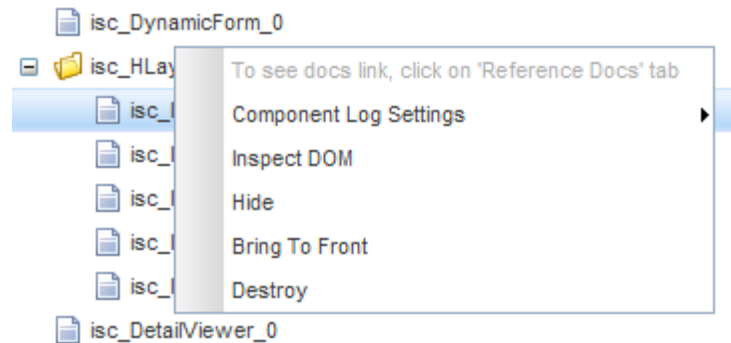 isc_DynamicForm_0
isc_HLay
To see docs link, click on 'Reference Docs' tab
isc_
Component Log Settings
isc_
Inspect DOM
isc_
Hide
isc_
Bring To Front
isc_
Destroy
isc_DetailViewer_0